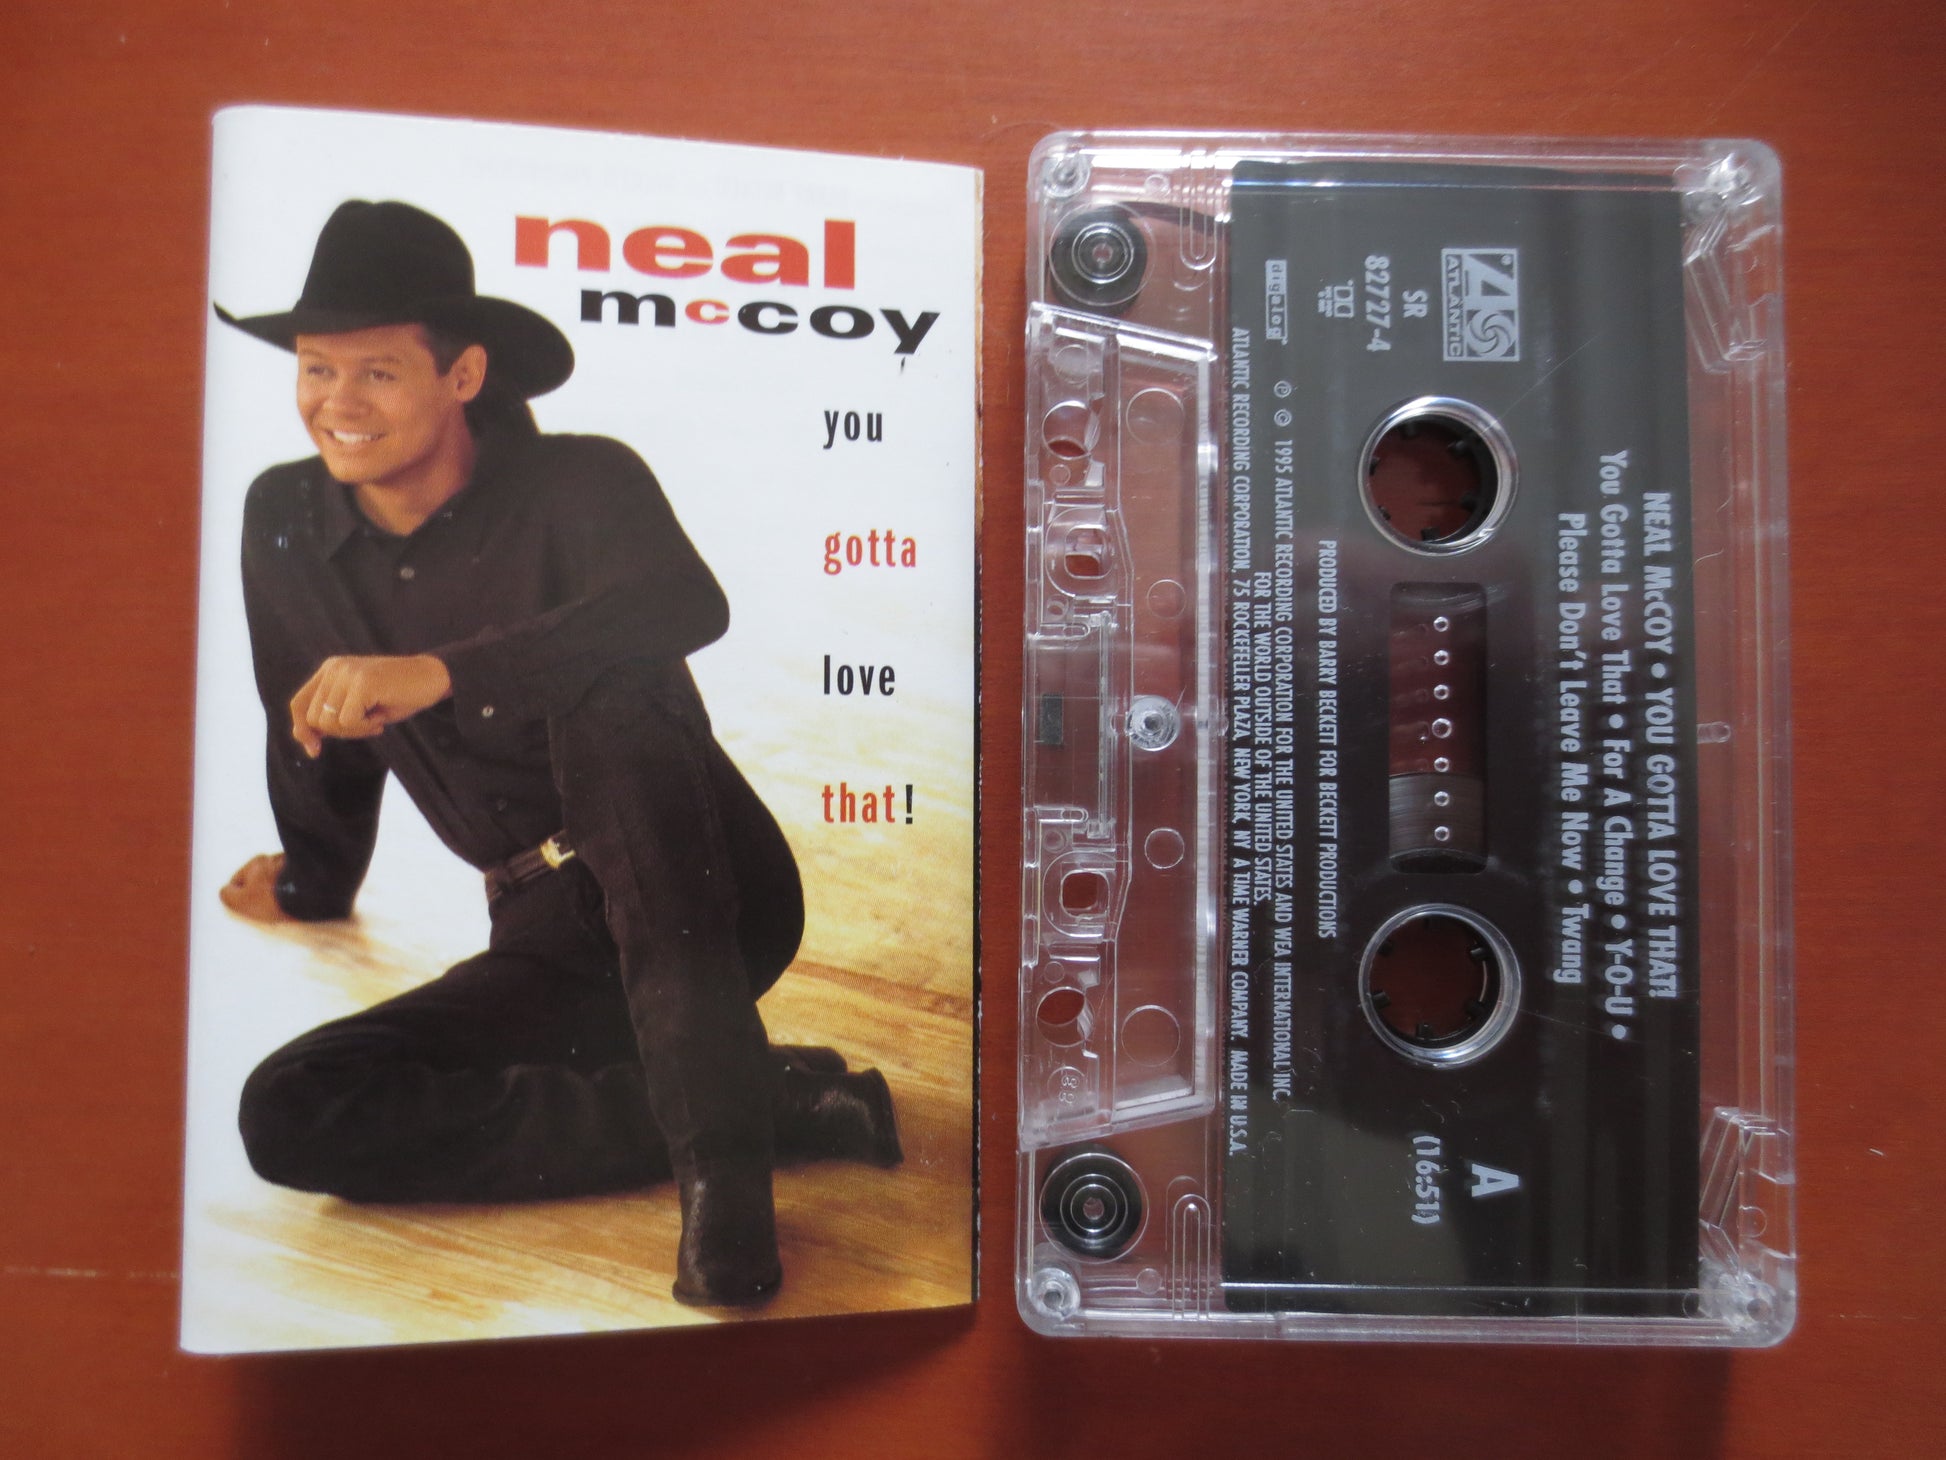 neal
mccoy
you
gotta
love
that!
NEAL McCOY • YOU GOTTA LOVE THAT!
You Gotta Love That • For A Change • Y-O-U •
Please Don't Leave Me Now • Twang
ATLANTIC
SR
82727-4
digalog
A
(16:51)
PRODUCED BY BARRY BECKETT FOR BECKETT PRODUCTIONS
℗ © 1995 ATLANTIC RECORDING CORPORATION FOR THE UNITED STATES AND WEA INTERNATIONAL INC.
FOR THE WORLD OUTSIDE OF THE UNITED STATES.
ATLANTIC RECORDING CORPORATION, 75 ROCKEFELLER PLAZA, NEW YORK, NY A TIME WARNER COMPANY. MADE IN U.S.A.